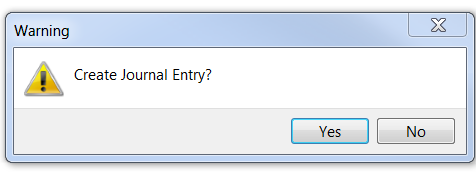 Warning
Create Journal Entry?
Yes No